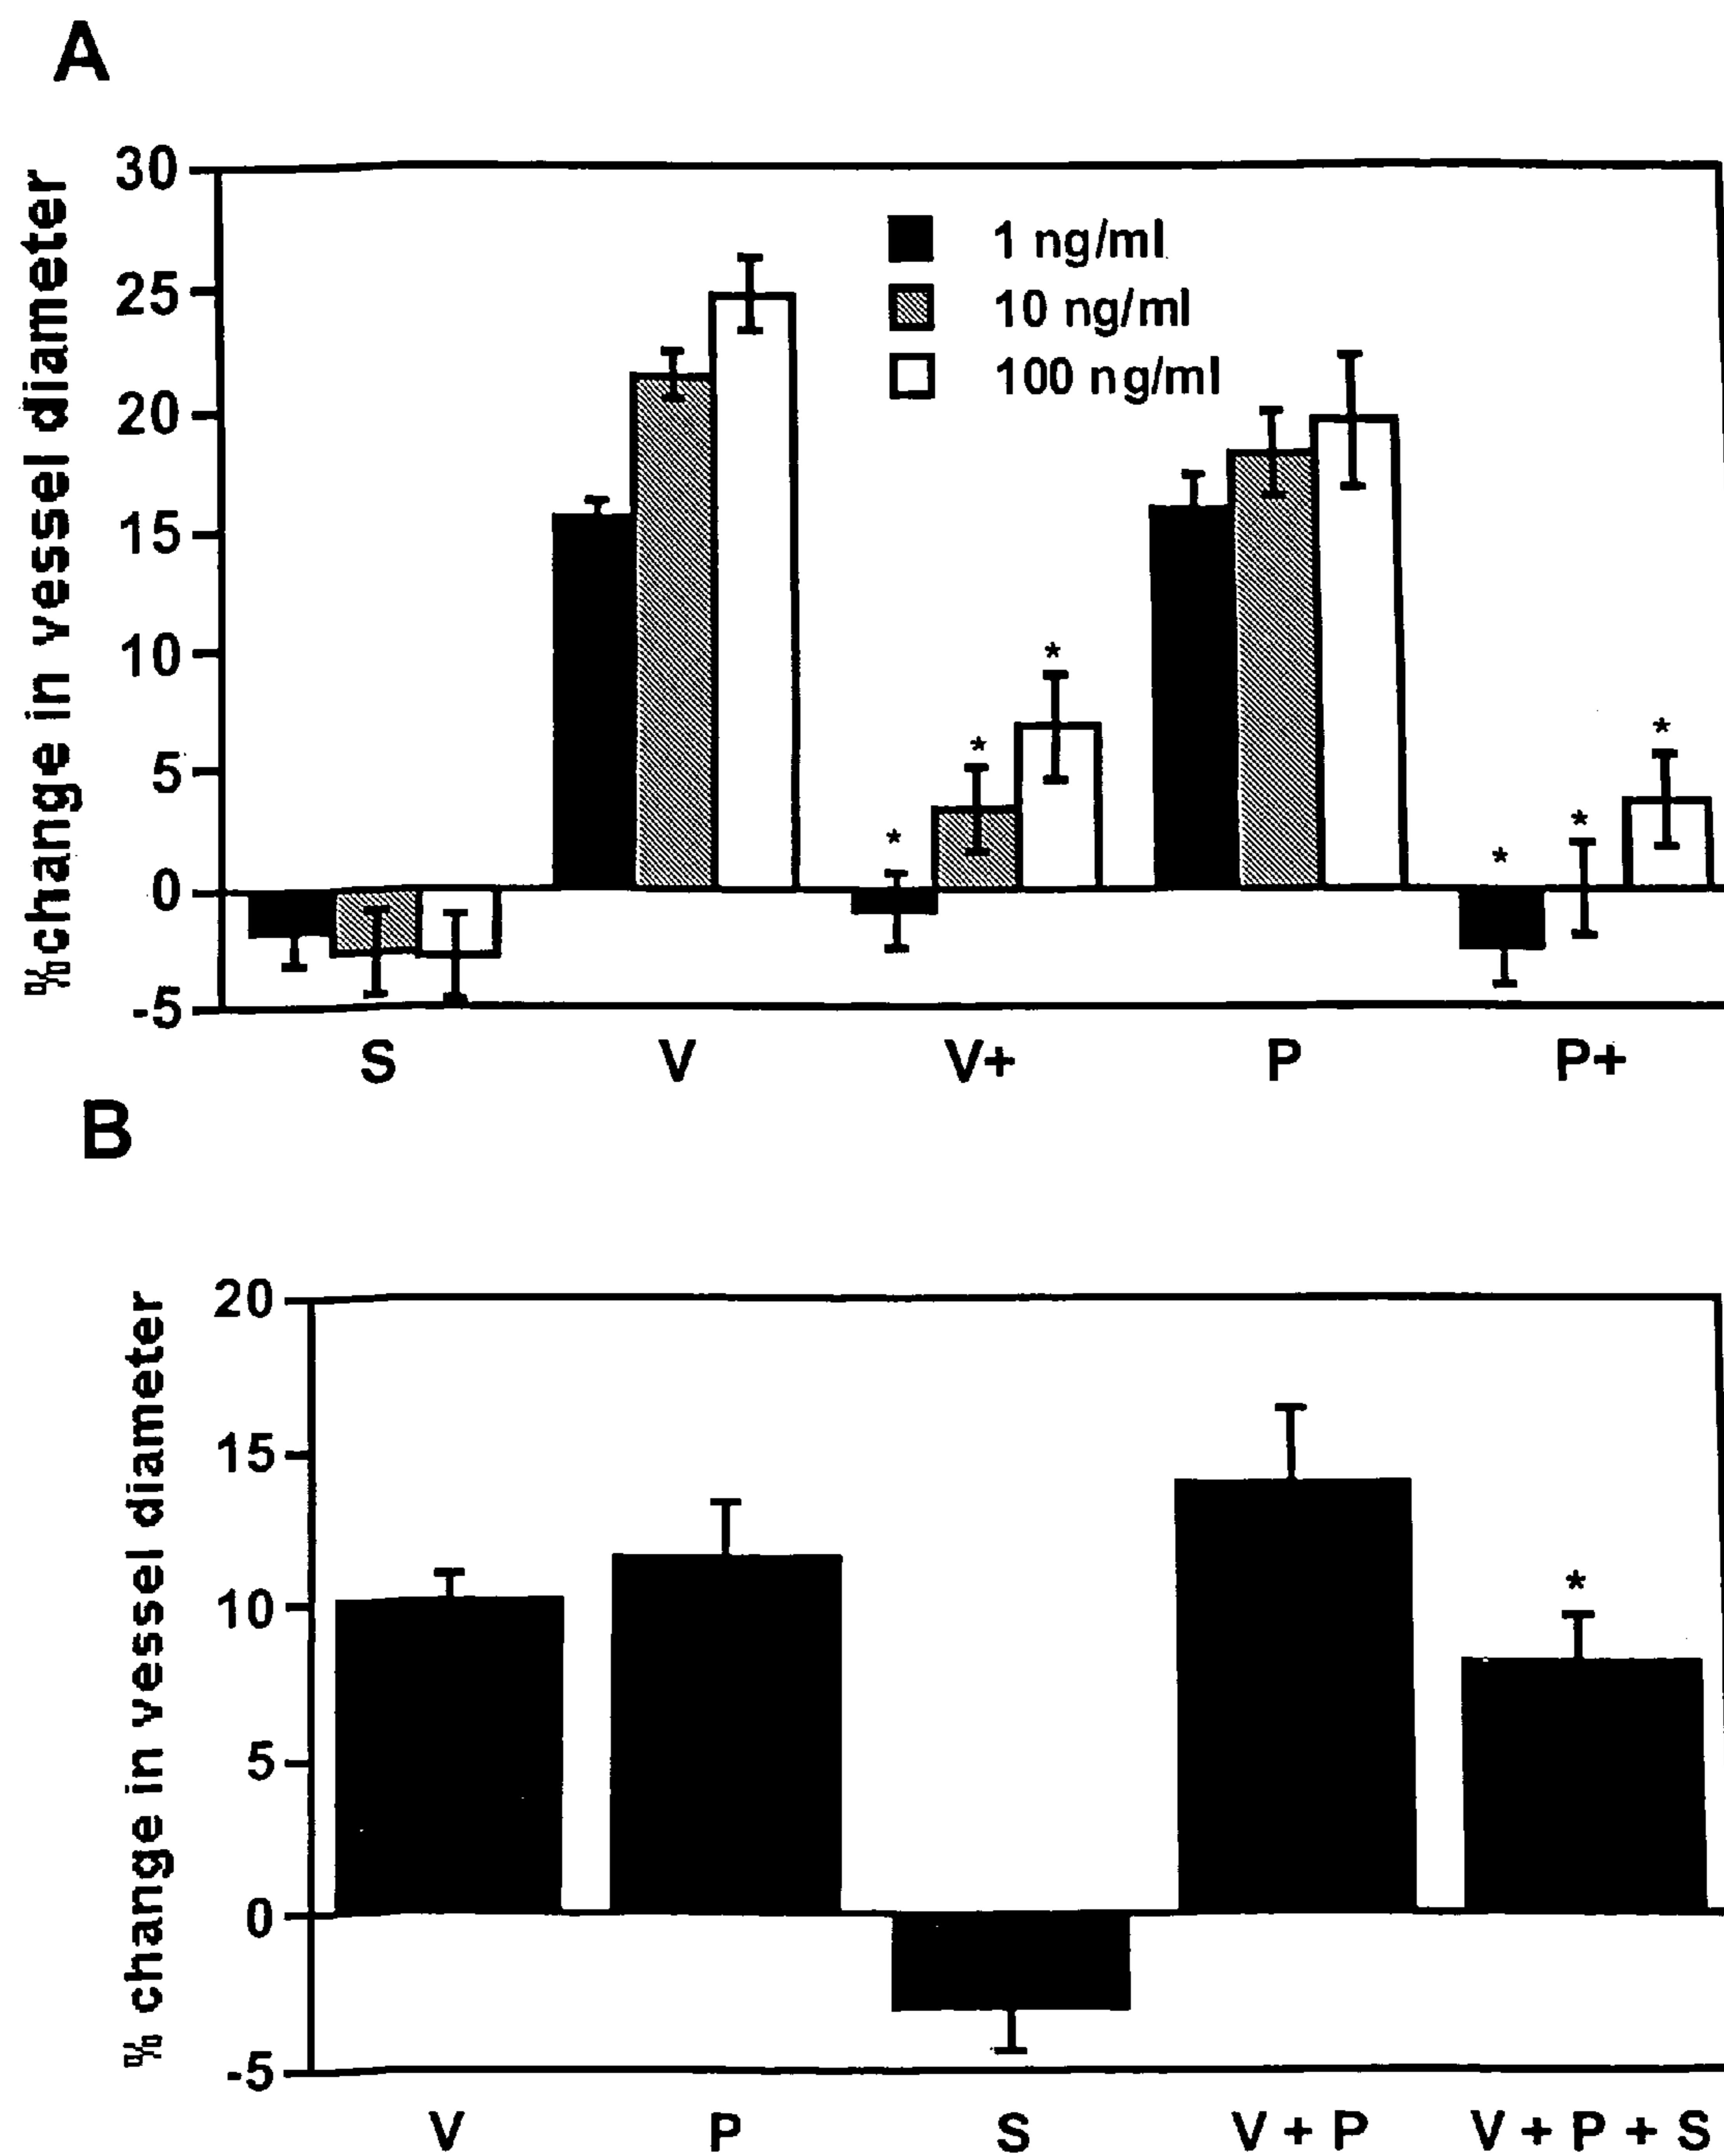 A
%change in vessel diameter
30
25
20
15
10
5
0
-5
1 ng/ml
10 ng/ml
100 ng/ml
*
*
*
*
*
*
S V V+ P P+
B
% change in vessel diameter
20
15
10
5
0
-5
*
V P S V + P V + P + S